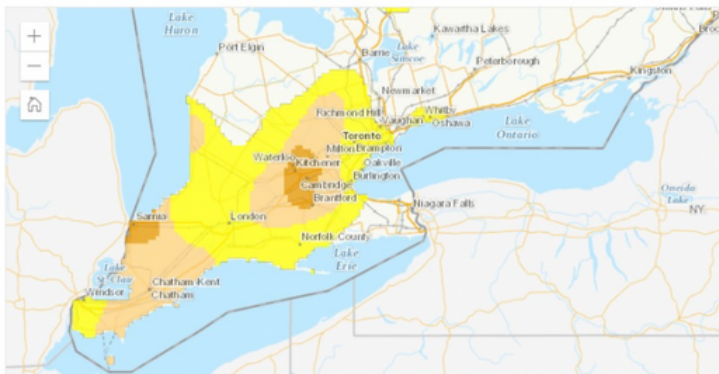 Lake
Huron
Port Elgin
Barrie
Lake
Simcoe
Kawartha Lakes
Peterborough
Kingston
Newmarket
Richmond Hill
Vaughan
Whitby
Oshawa
Toronto
Lake
Ontario
Milton
Brampton
Waterloo
Kitchener
Oakville
Cambridge
Burlington
Brantford
Niagara Falls
Oneida
Lake
NY.
Sarnia
London
Norfolk County
Lake
Erie
Lake
St. Clair
Windsor
Chatham-Kent
Chatham